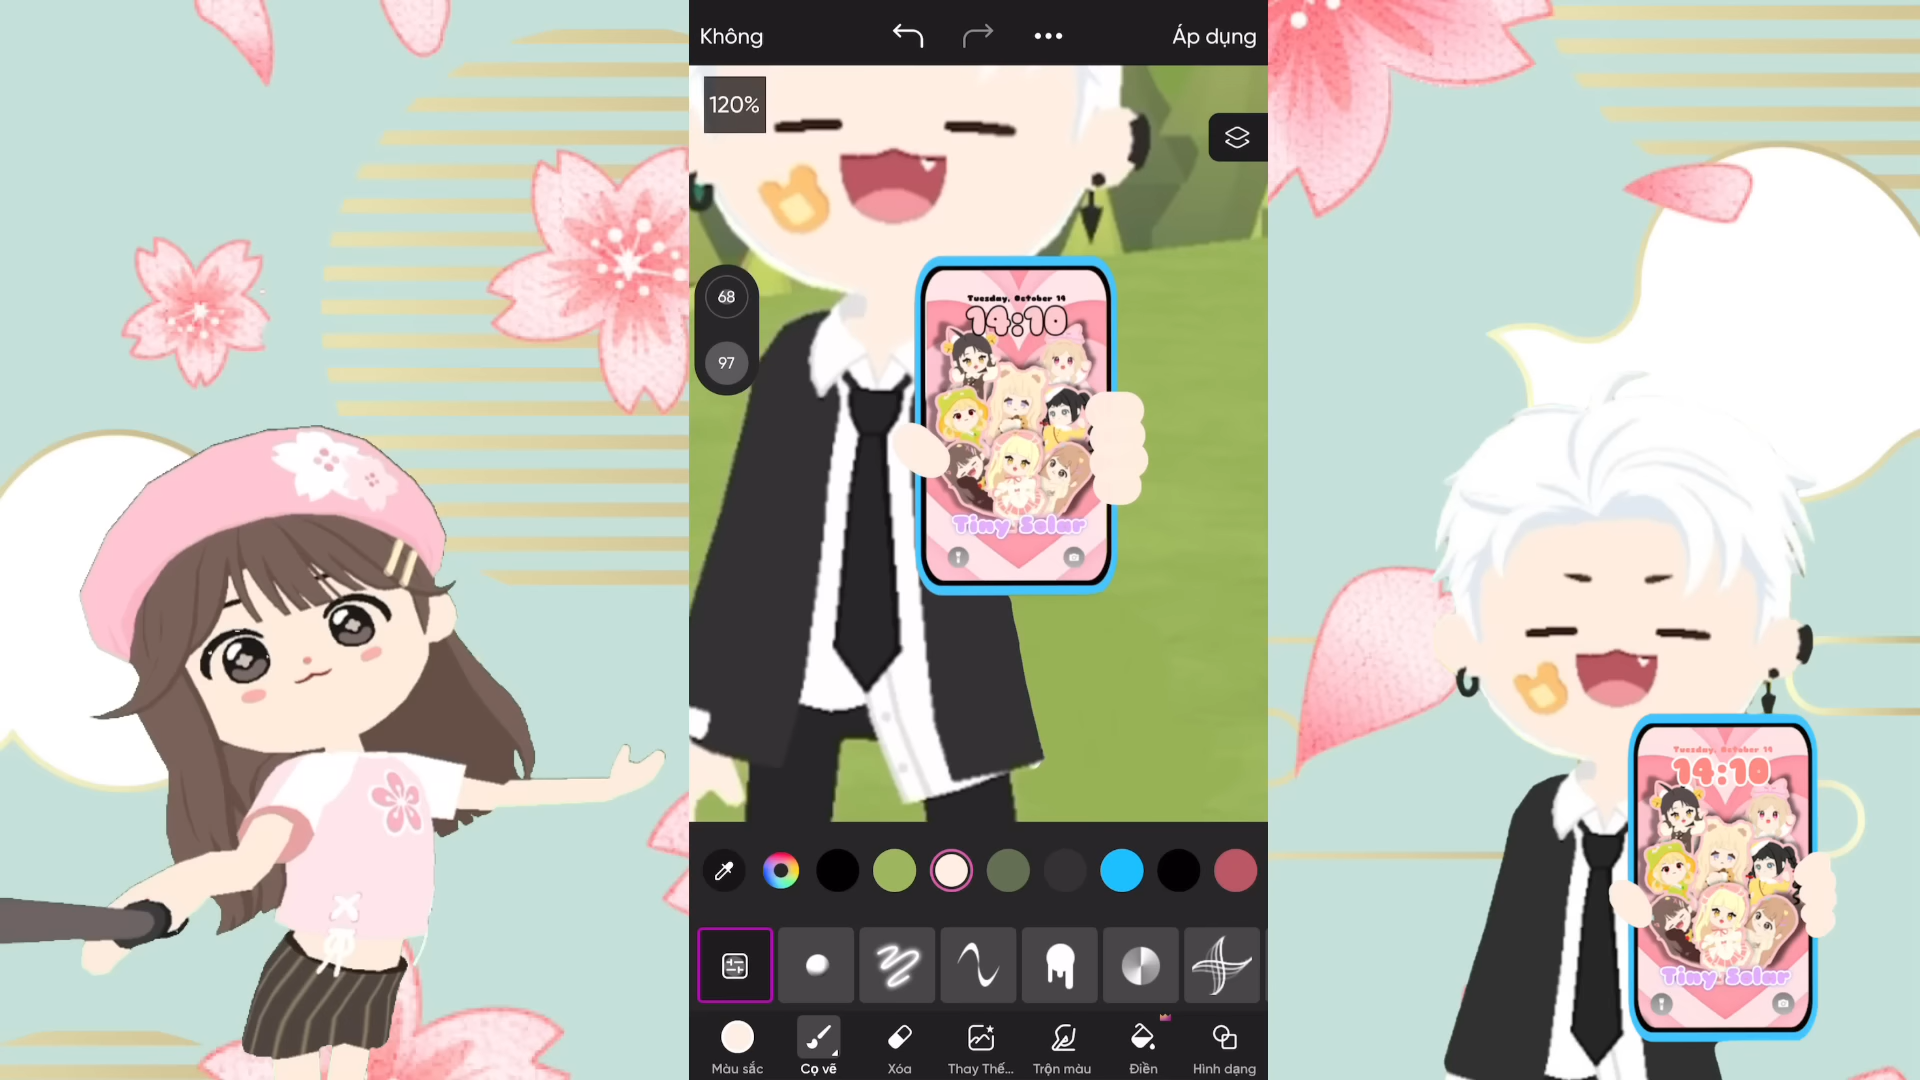 Không
Áp dụng
120%
68
97
Tuesday, October 14
14:10
Tiny Solar
Tuesday, October 14
14:10
Tiny Solar
Màu sắc
Cọ vẽ
Xóa
Thay Thế...
Trộn màu
Điền
Hình dạng